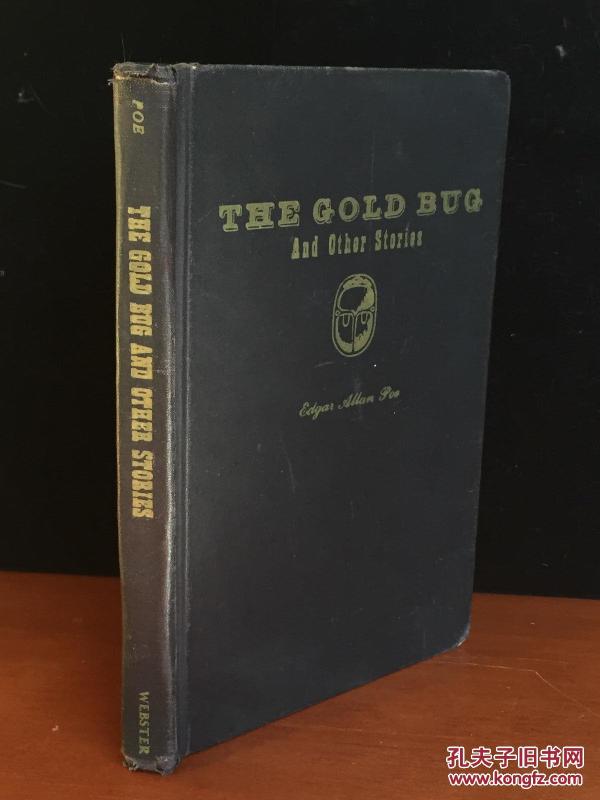 POE
THE GOLD BUG AND OTHER STORIES
WEBSTER
THE GOLD BUG
And Other Stories
Edgar Allan Poe
孔夫子旧书网
www.kongfz.com